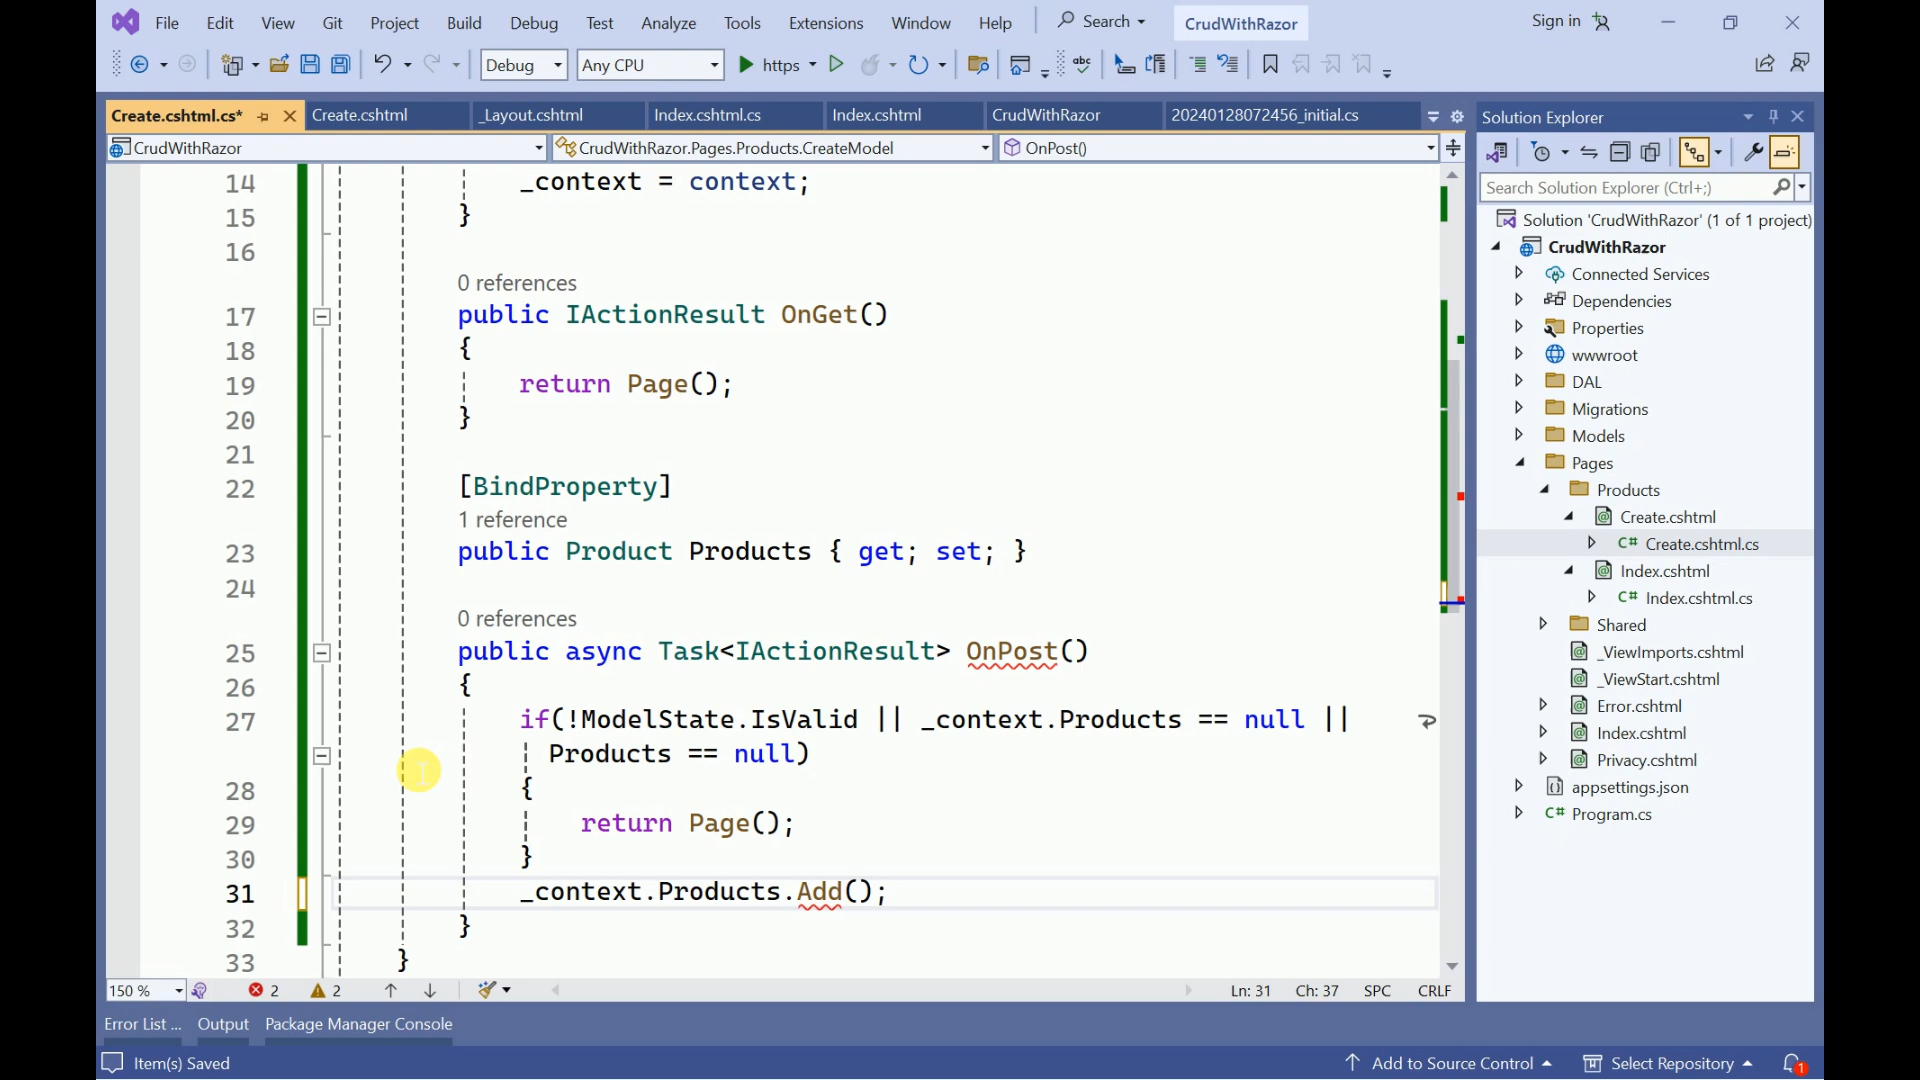 File Edit View Git Project Build Debug Test Analyze Tools Extensions Window Help Search CrudWithRazor Sign in
Debug Any CPU https
Create.cshtml.cs* Create.cshtml _Layout.cshtml Index.cshtml.cs Index.cshtml CrudWithRazor 20240128072456_initial.cs
CrudWithRazor CrudWithRazor.Pages.Products.CreateModel OnPost()
14 _context = context;
15 }
16
0 references
17 public IActionResult OnGet()
18 {
19 return Page();
20 }
21
22 [BindProperty]
1 reference
23 public Product Products { get; set; }
24
0 references
25 public async Task<IActionResult> OnPost()
26 {
27 if(!ModelState.IsValid || _context.Products == null ||
Products == null)
28 {
29 return Page();
30 }
31 _context.Products.Add();
32 }
33 }
150 % 2 2 Ln: 31 Ch: 37 SPC CRLF
Error List ... Output Package Manager Console
Item(s) Saved Add to Source Control Select Repository 1
Solution Explorer
Search Solution Explorer (Ctrl+;)
Solution 'CrudWithRazor' (1 of 1 project)
CrudWithRazor
Connected Services
Dependencies
Properties
wwwroot
DAL
Migrations
Models
Pages
Products
Create.cshtml
C# Create.cshtml.cs
Index.cshtml
C# Index.cshtml.cs
Shared
_ViewImports.cshtml
_ViewStart.cshtml
Error.cshtml
Index.cshtml
Privacy.cshtml
appsettings.json
C# Program.cs